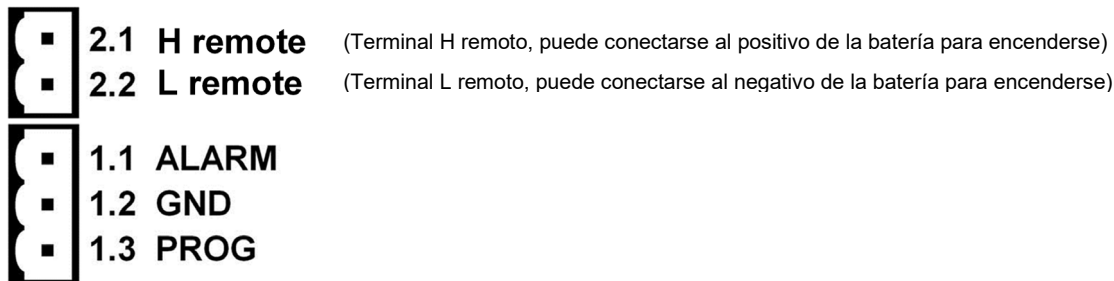 2.1 H remote (Terminal H remoto, puede conectarse al positivo de la batería para encenderse)
2.2 L remote (Terminal L remoto, puede conectarse al negativo de la batería para encenderse)
1.1 ALARM
1.2 GND
1.3 PROG